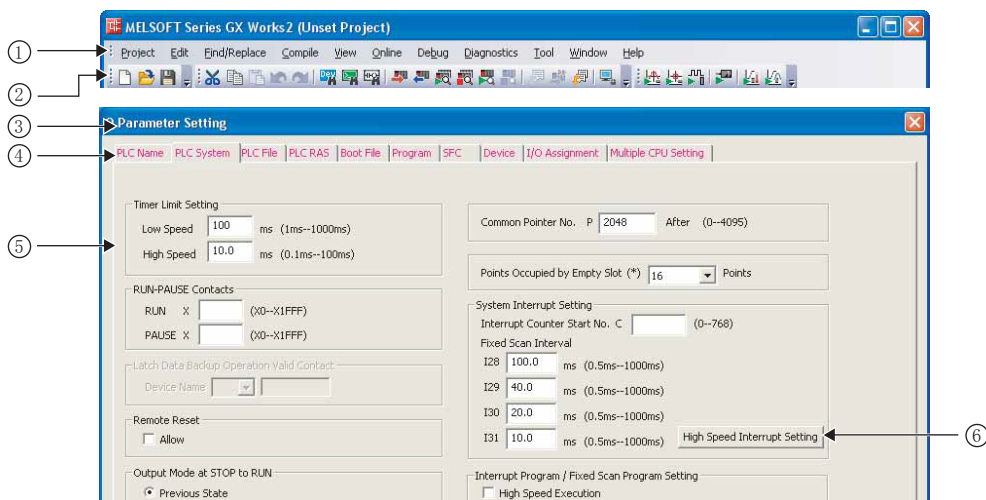 MELSOFT Series GX Works2 (Unset Project)
① Project Edit Find/Replace Compile View Online Debug Diagnostics Tool Window Help
②
③ Parameter Setting
④ PLC Name PLC System PLC File PLC RAS Boot File Program SFC Device I/O Assignment Multiple CPU Setting
⑤
Timer Limit Setting
Low Speed 100 ms (1ms--1000ms)
High Speed 10.0 ms (0.1ms--100ms)
RUN-PAUSE Contacts
RUN X (X0--X1FFF)
PAUSE X (X0--X1FFF)
Latch Data Backup Operation Valid Contact
Device Name
Remote Reset
Allow
Output Mode at STOP to RUN
Previous State
Common Pointer No. P 2048 After (0--4095)
Points Occupied by Empty Slot (*) 16 Points
System Interrupt Setting
Interrupt Counter Start No. C (0--768)
Fixed Scan Interval
I28 100.0 ms (0.5ms--1000ms)
I29 40.0 ms (0.5ms--1000ms)
I30 20.0 ms (0.5ms--1000ms)
I31 10.0 ms (0.5ms--1000ms) High Speed Interrupt Setting ⑥
Interrupt Program / Fixed Scan Program Setting
High Speed Execution